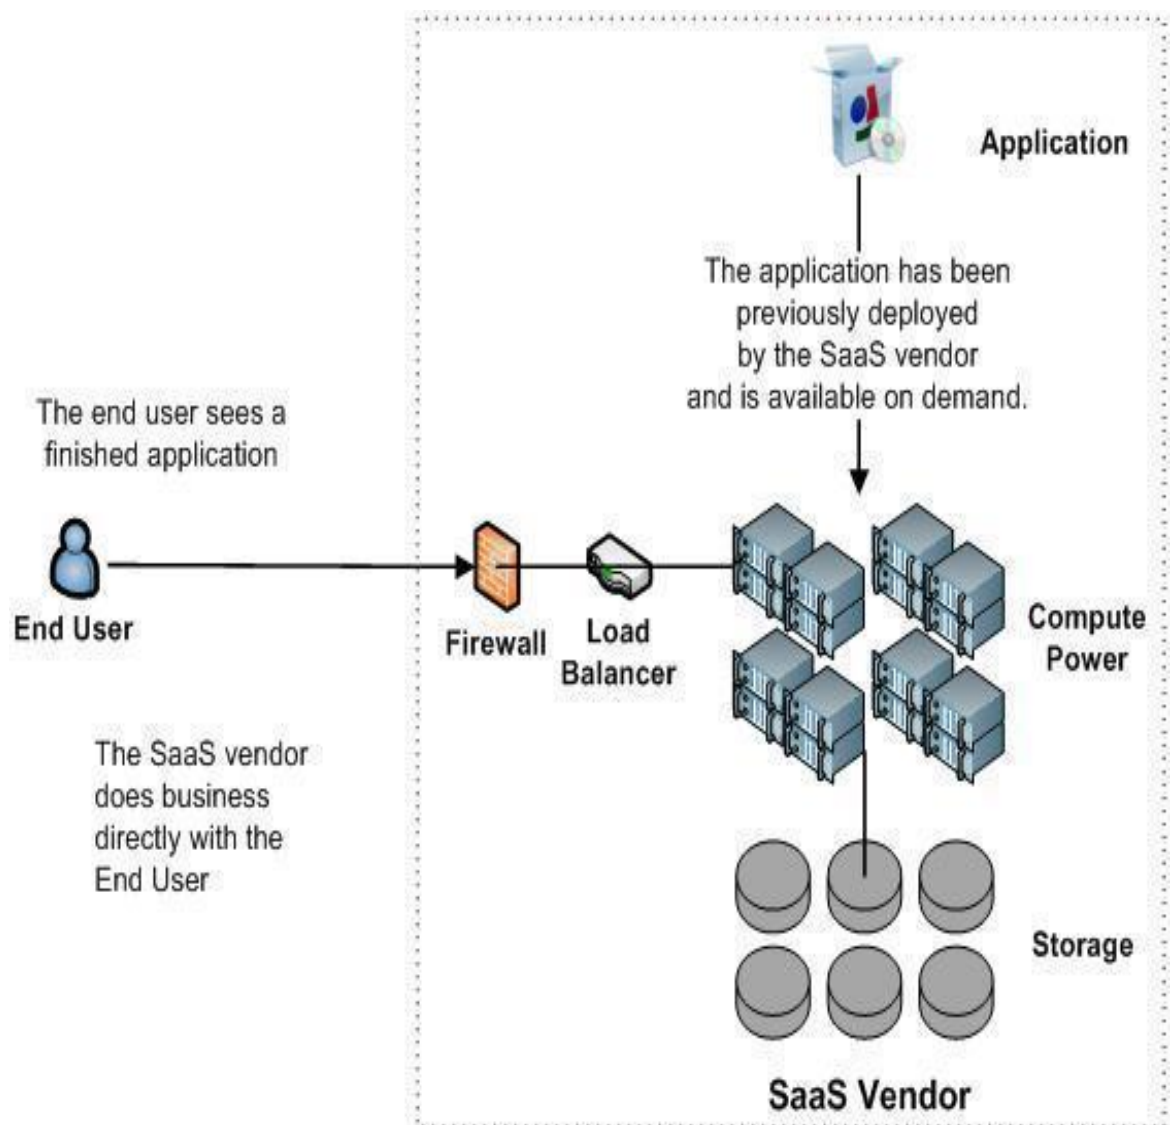 Application
The application has been
previously deployed
by the SaaS vendor
and is available on demand.
The end user sees a
finished application
End User
Firewall
Load
Balancer
Compute
Power
The SaaS vendor
does business
directly with the
End User
Storage
SaaS Vendor